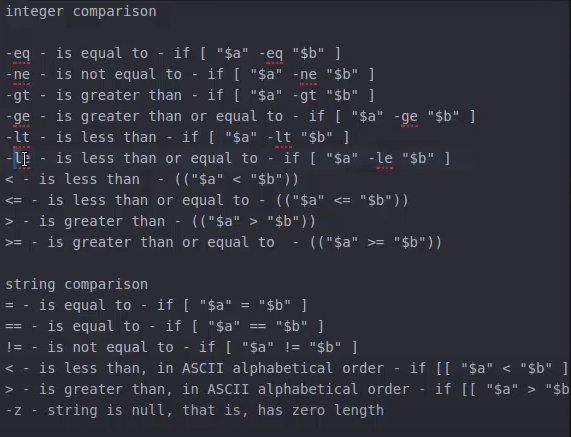 integer comparison
-eq - is equal to - if [ "$a" -eq "$b" ]
-ne - is not equal to - if [ "$a" -ne "$b" ]
-gt - is greater than - if [ "$a" -gt "$b" ]
-ge - is greater than or equal to - if [ "$a" -ge "$b" ]
-lt - is less than - if [ "$a" -lt "$b" ]
-le - is less than or equal to - if [ "$a" -le "$b" ]
< - is less than  - (("$a" < "$b"))
<= - is less than or equal to - (("$a" <= "$b"))
> - is greater than - (("$a" > "$b"))
>= - is greater than or equal to  - (("$a" >= "$b"))
string comparison
= - is equal to - if [ "$a" = "$b" ]
== - is equal to - if [ "$a" == "$b" ]
!= - is not equal to - if [ "$a" != "$b" ]
< - is less than, in ASCII alphabetical order - if [[ "$a" < "$b" ]
> - is greater than, in ASCII alphabetical order - if [[ "$a" > "$b
-z - string is null, that is, has zero length